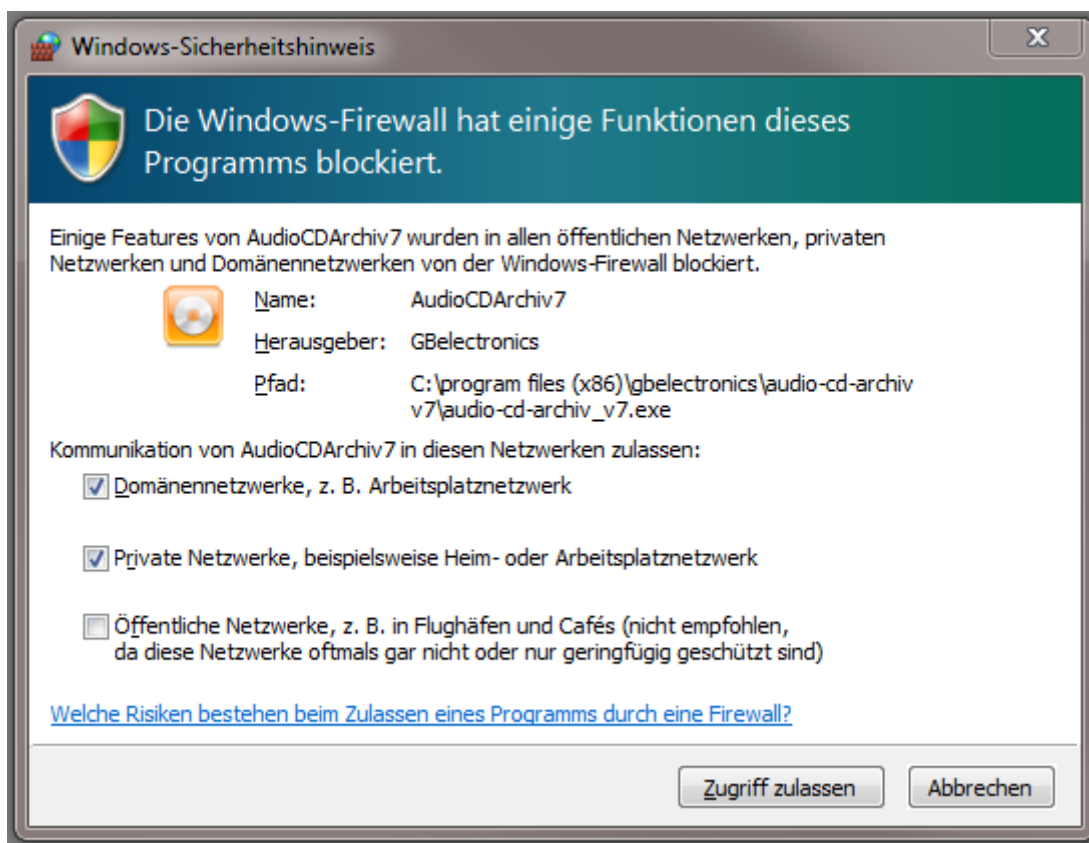 Windows-Sicherheitshinweis
Die Windows-Firewall hat einige Funktionen dieses
Programms blockiert.
Einige Features von AudioCDArchiv7 wurden in allen öffentlichen Netzwerken, privaten
Netzwerken und Domänennetzwerken von der Windows-Firewall blockiert.
Name: AudioCDArchiv7
Herausgeber: GBelectronics
Pfad: C:\program files (x86)\gbelectronics\audio-cd-archiv
v7\audio-cd-archiv_v7.exe
Kommunikation von AudioCDArchiv7 in diesen Netzwerken zulassen:
Domänennetzwerke, z. B. Arbeitsplatznetzwerk
Private Netzwerke, beispielsweise Heim- oder Arbeitsplatznetzwerk
Öffentliche Netzwerke, z. B. in Flughäfen und Cafés (nicht empfohlen,
da diese Netzwerke oftmals gar nicht oder nur geringfügig geschützt sind)
Welche Risiken bestehen beim Zulassen eines Programms durch eine Firewall?
Zugriff zulassen Abbrechen